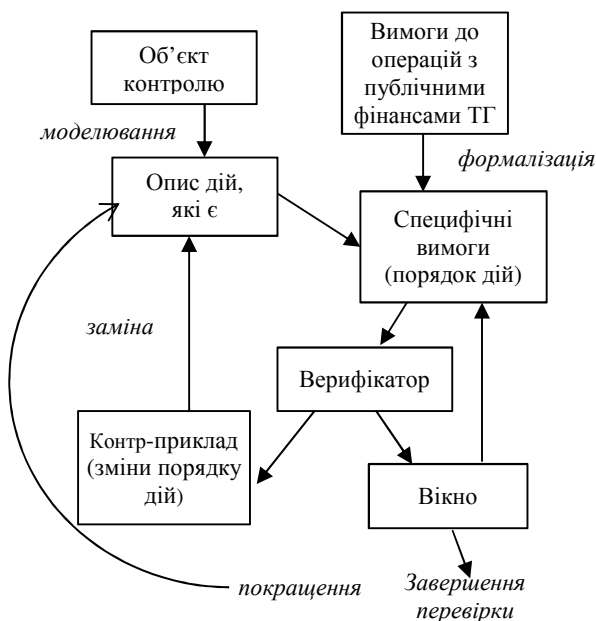 Об’єкт
контролю
Вимоги до
операцій з
публічними
фінансами ТГ
моделювання
формалізація
Опис дій,
які є
Специфічні
вимоги
(порядок дій)
заміна
Верифікатор
Контр-приклад
(зміни порядку
дій)
Вікно
покращення
Завершення
перевірки